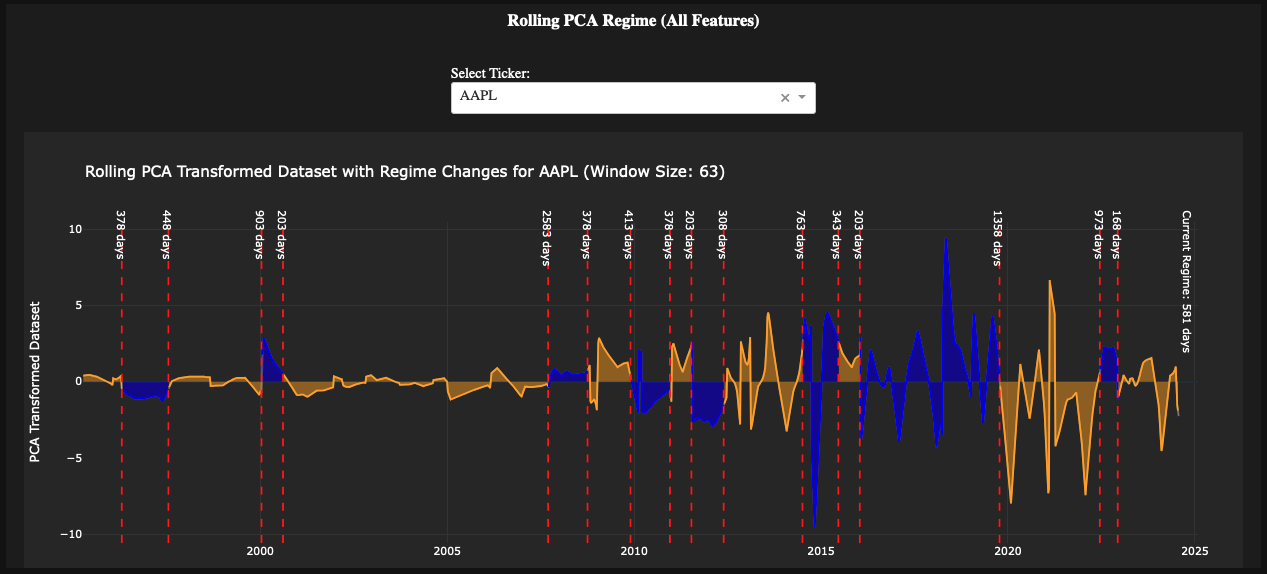 Rolling PCA Regime (All Features)
Select Ticker:
AAPL
Rolling PCA Transformed Dataset with Regime Changes for AAPL (Window Size: 63)
378 days
448 days
903 days
203 days
2583 days
378 days
413 days
378 days
203 days
308 days
763 days
343 days
203 days
1358 days
973 days
168 days
Current Regime: 581 days
PCA Transformed Dataset
10
5
0
−5
−10
2000
2005
2010
2015
2020
2025